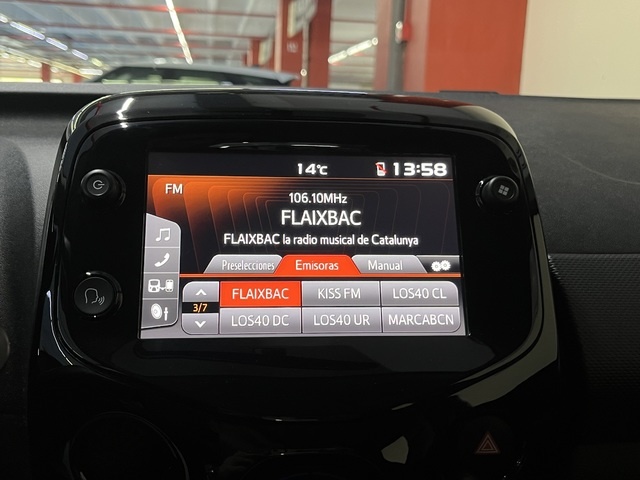 14°C 13:58
FM
106.10MHz
FLAIXBAC
FLAIXBAC la radio musical de Catalunya
Preselecciones Emisoras Manual
FLAIXBAC KISS FM LOS40 CL
3/7
LOS40 DC LOS40 UR MARCABCN